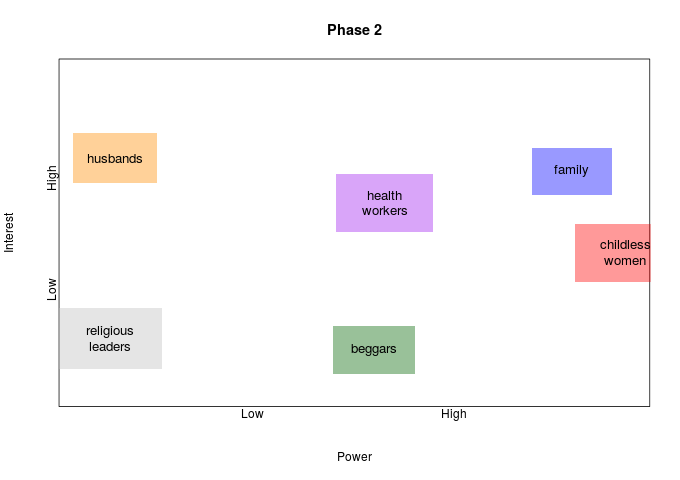 Phase 2
husbands
family
health
workers
childless
women
religious
leaders
beggars
High
Low
Interest
Low
High
Power